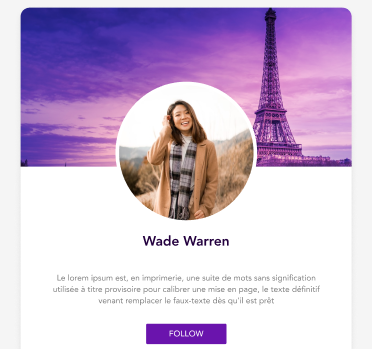 Wade Warren
Le lorem ipsum est, en imprimerie, une suite de mots sans signification
utilisée à titre provisoire pour calibrer une mise en page, le texte définitif
venant remplacer le faux-texte dès qu'il est prêt
FOLLOW